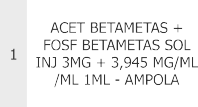 1
ACET BETAMETAS +
FOSF BETAMETAS SOL
INJ 3MG + 3,945 MG/ML
/ML 1ML - AMPOLA